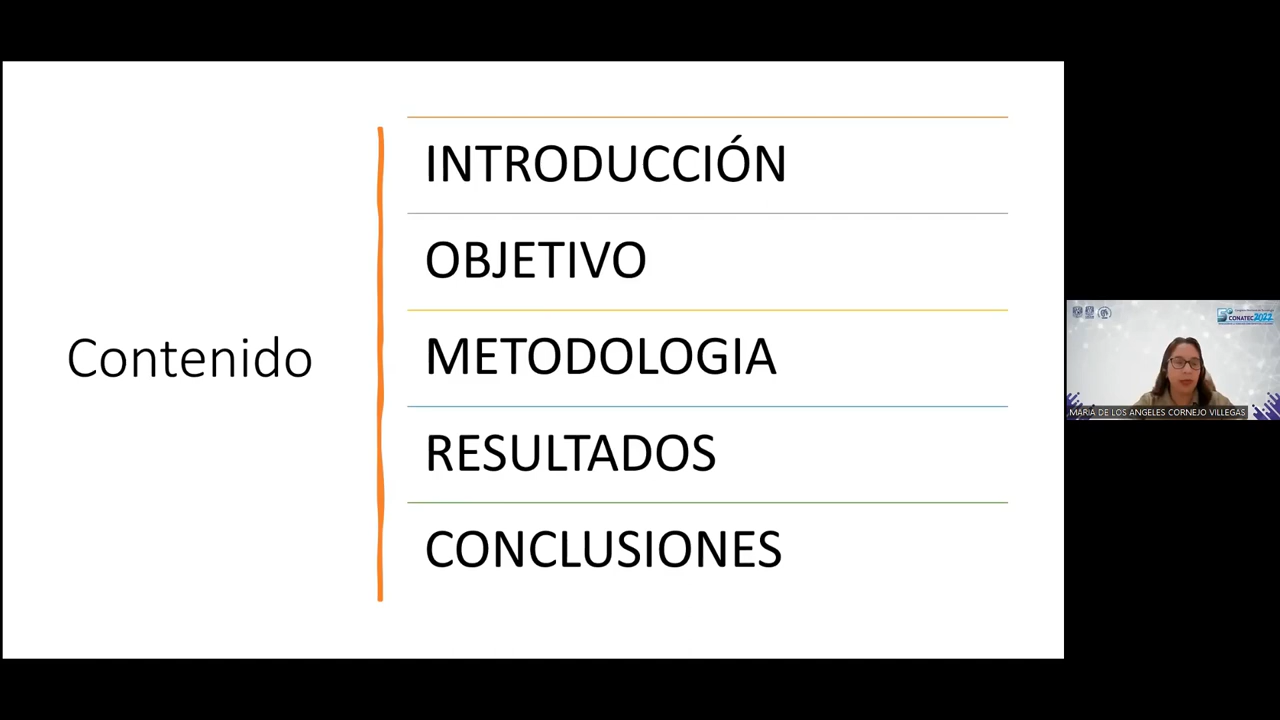 Contenido
INTRODUCCIÓN
OBJETIVO
METODOLOGIA
RESULTADOS
CONCLUSIONES
CONATEC 2022
MARIA DE LOS ANGELES CORNEJO VILLEGAS